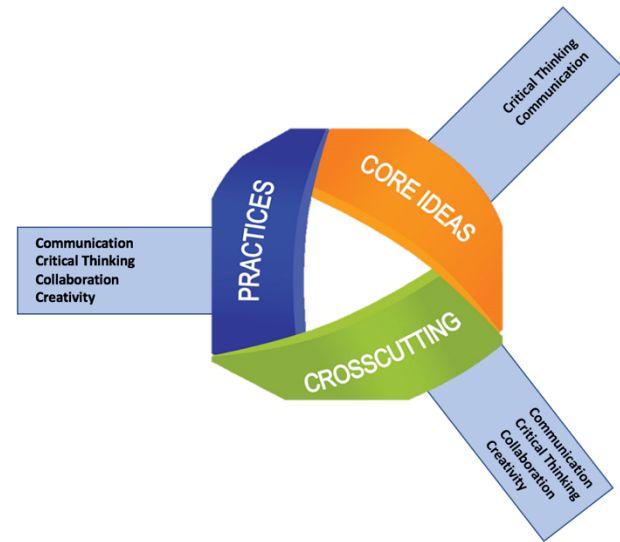 Critical Thinking
Communication
CORE IDEAS
PRACTICES
Communication
Critical Thinking
Collaboration
Creativity
CROSSCUTTING
Communication
Critical Thinking
Collaboration
Creativity